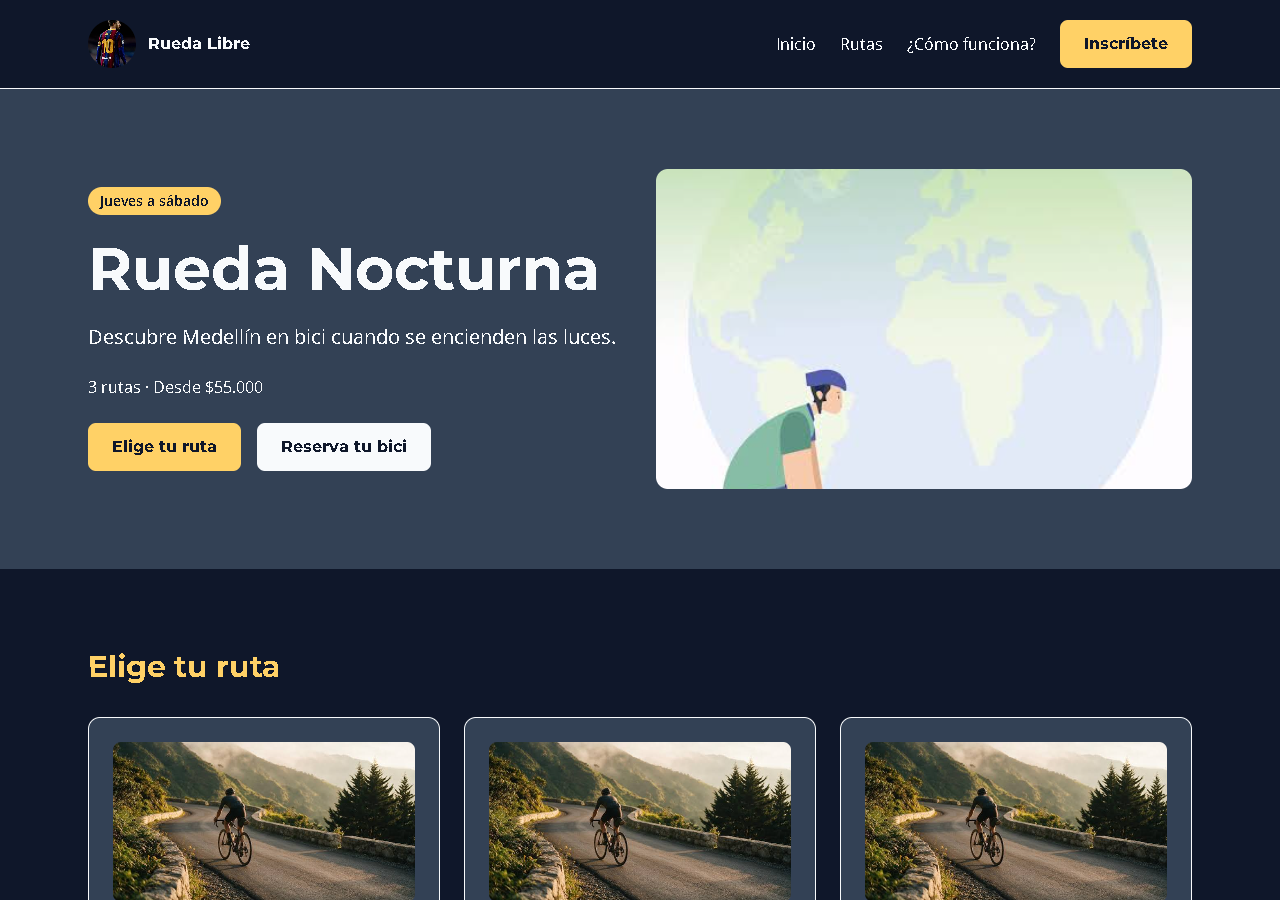 Rueda Libre
Inicio
Rutas
¿Cómo funciona?
Inscríbete
Jueves a sábado
Rueda Nocturna
Descubre Medellín en bici cuando se encienden las luces.
3 rutas · Desde $55.000
Elige tu ruta
Reserva tu bici
Elige tu ruta
10